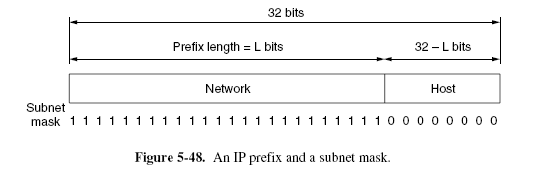 32 bits
Prefix length = L bits
32 – L bits
Network
Host
Subnet
mask 1 1 1 1 1 1 1 1 1 1 1 1 1 1 1 1 1 1 1 1 1 1 1 1 0 0 0 0 0 0 0 0
Figure 5-48. An IP prefix and a subnet mask.